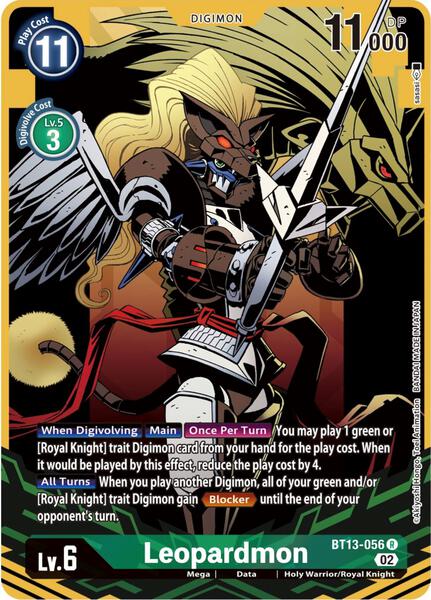 DIGIMON
Play Cost
11
11000
DP
Digivolve Cost
Lv.5
3
sasasi
©Akiyoshi Hongo, Toei Animation BANDAI MADE IN JAPAN
When Digivolving Main Once Per Turn You may play 1 green or
[Royal Knight] trait Digimon card from your hand for the play cost. When
it would be played by this effect, reduce the play cost by 4.
All Turns When you play another Digimon, all of your green and/or
[Royal Knight] trait Digimon gain Blocker until the end of your
opponent's turn.
Lv.6
Leopardmon
BT13-056 R
02
Mega Data Holy Warrior/Royal Knight